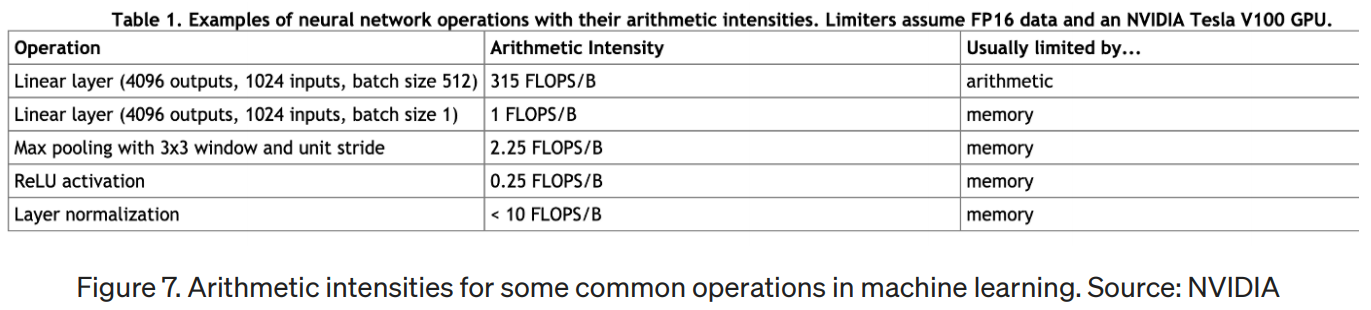 Table 1. Examples of neural network operations with their arithmetic intensities. Limiters assume FP16 data and an NVIDIA Tesla V100 GPU.
Operation Arithmetic Intensity Usually limited by...
Linear layer (4096 outputs, 1024 inputs, batch size 512) 315 FLOPS/B arithmetic
Linear layer (4096 outputs, 1024 inputs, batch size 1) 1 FLOPS/B memory
Max pooling with 3x3 window and unit stride 2.25 FLOPS/B memory
ReLU activation 0.25 FLOPS/B memory
Layer normalization < 10 FLOPS/B memory
Figure 7. Arithmetic intensities for some common operations in machine learning. Source: NVIDIA